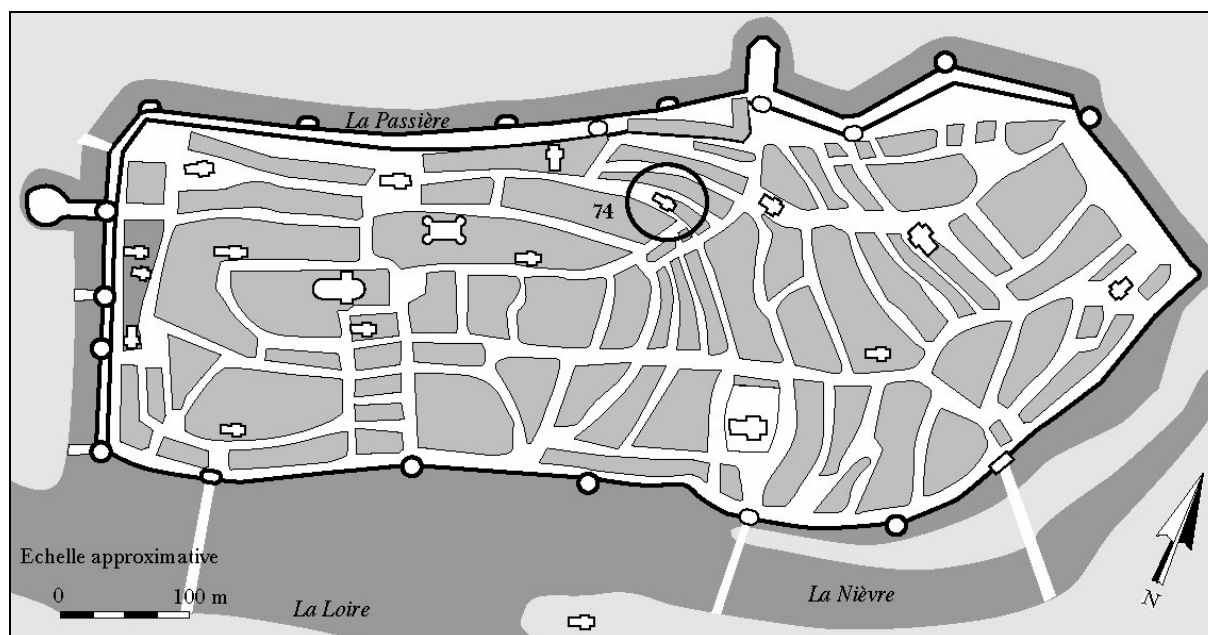 La Passière
74
Echelle approximative
0 100 m
La Loire
La Nièvre
N